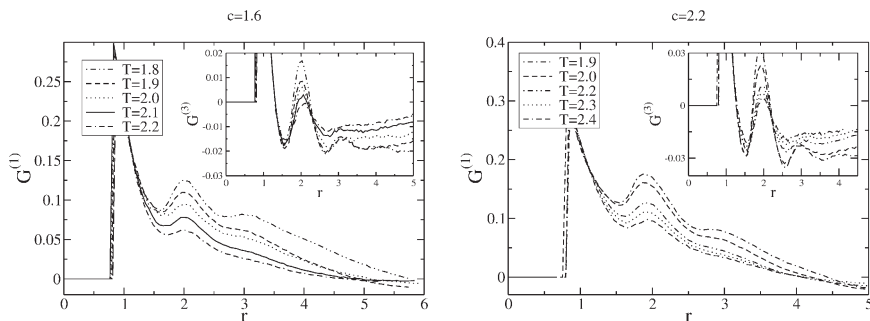 c=1.6
G(1)
0.25
0.2
0.15
0.1
0.05
0
0 1 2 3 4 5 6
r
T=1.8
T=1.9
T=2.0
T=2.1
T=2.2
G(3)
0.02
0.01
0.00
-0.01
-0.02
-0.03
0 1 2 3 4 5
r
c=2.2
G(1)
0.4
0.3
0.2
0.1
0
0 1 2 3 4 5
r
T=1.9
T=2.0
T=2.2
T=2.3
T=2.4
G(3)
0.03
0.00
-0.03
0 1 2 3 4
r